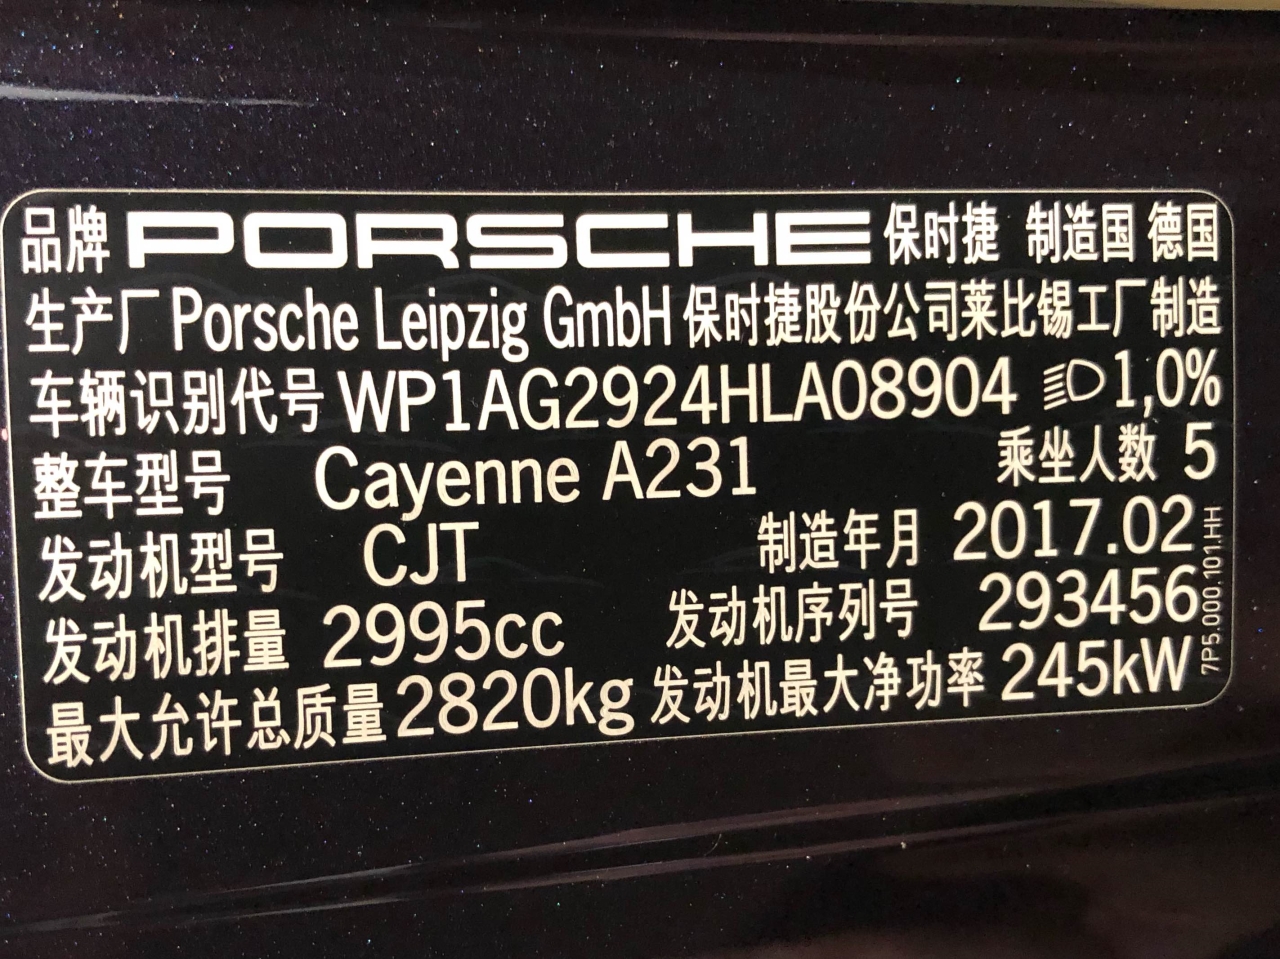 品牌 PORSCHE 保时捷 制造国 德国
生产厂 Porsche Leipzig GmbH 保时捷股份公司莱比锡工厂制造
车辆识别代号 WP1AG2924HLA08904 1,0%
整车型号 Cayenne A231 乘坐人数 5
发动机型号 CJT 制造年月 2017.02
发动机排量 2995cc 发动机序列号 293456
最大允许总质量 2820kg 发动机最大净功率 245kW
7P5.000.101.HH